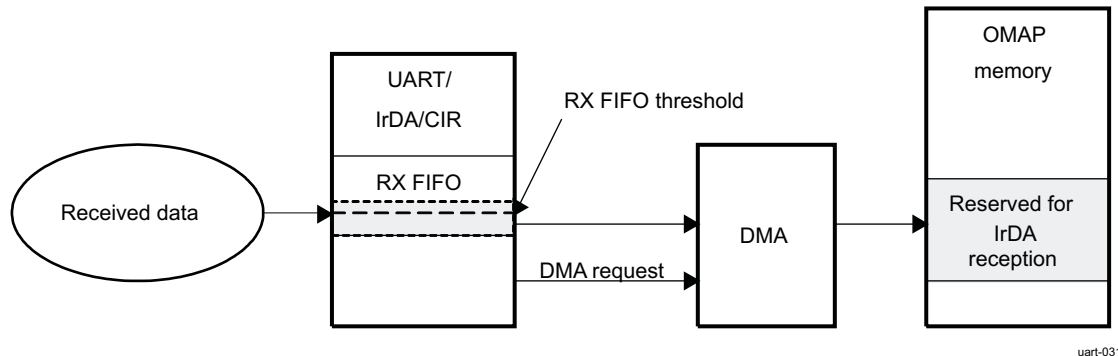 OMAP
memory
UART/
IrDA/CIR
RX FIFO threshold
RX FIFO
Received data
DMA
Reserved for
IrDA
reception
DMA request